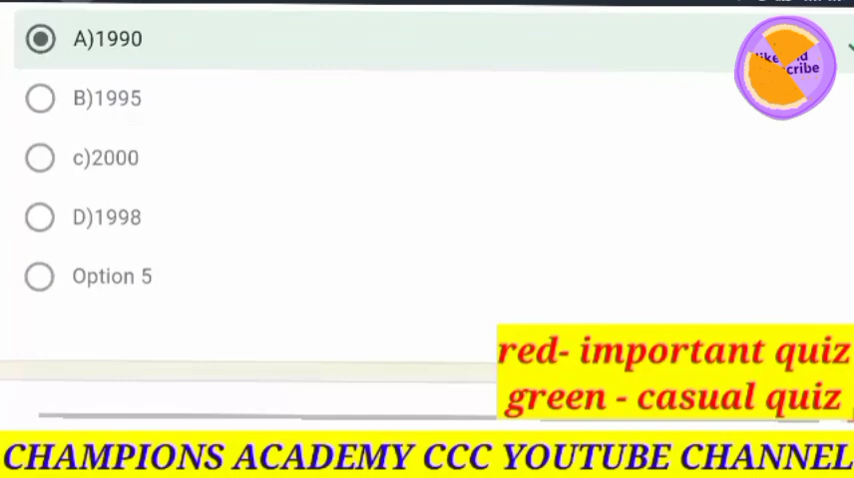 A)1990
B)1995
c)2000
D)1998
Option 5
red- important quiz
green - casual quiz
CHAMPIONS ACADEMY CCC YOUTUBE CHANNEL